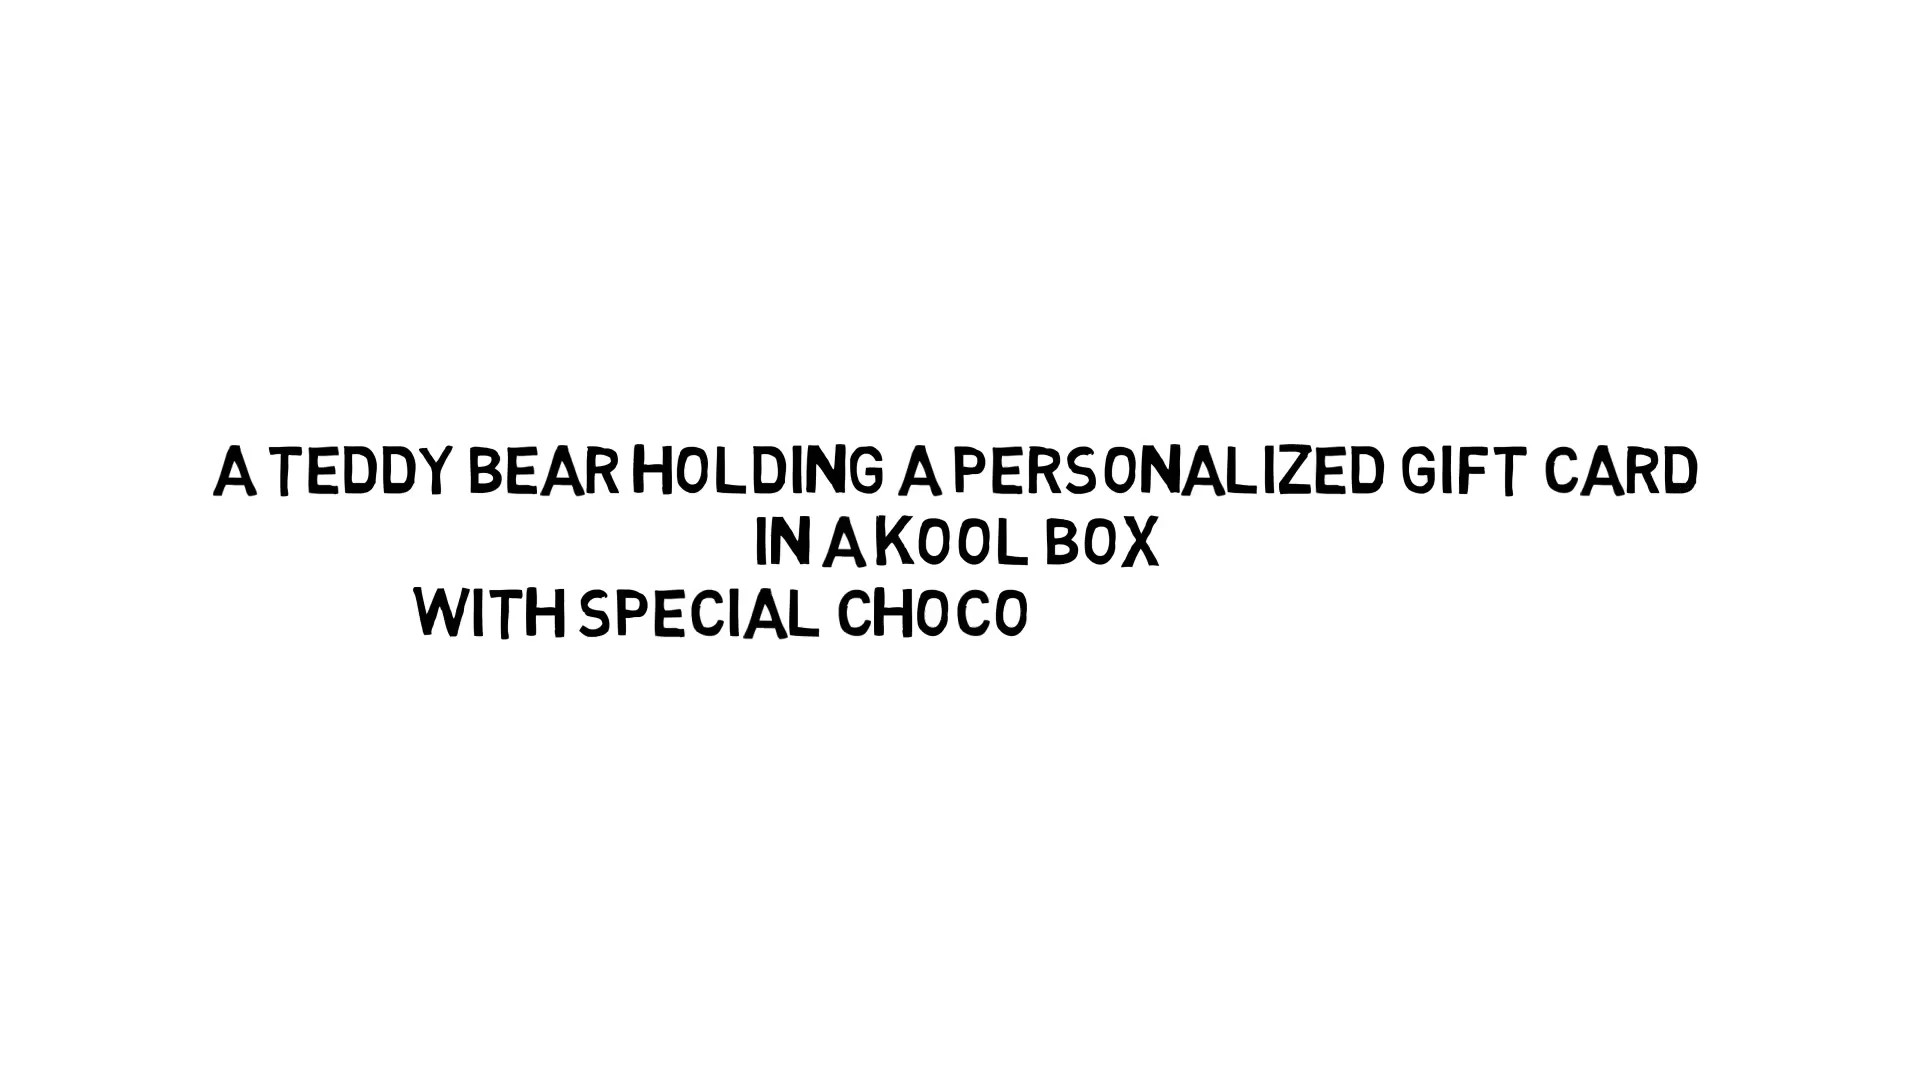 A TEDDY BEAR HOLDING A PERSONALIZED GIFT CARD
IN A KOOL BOX
WITH SPECIAL CHOCO